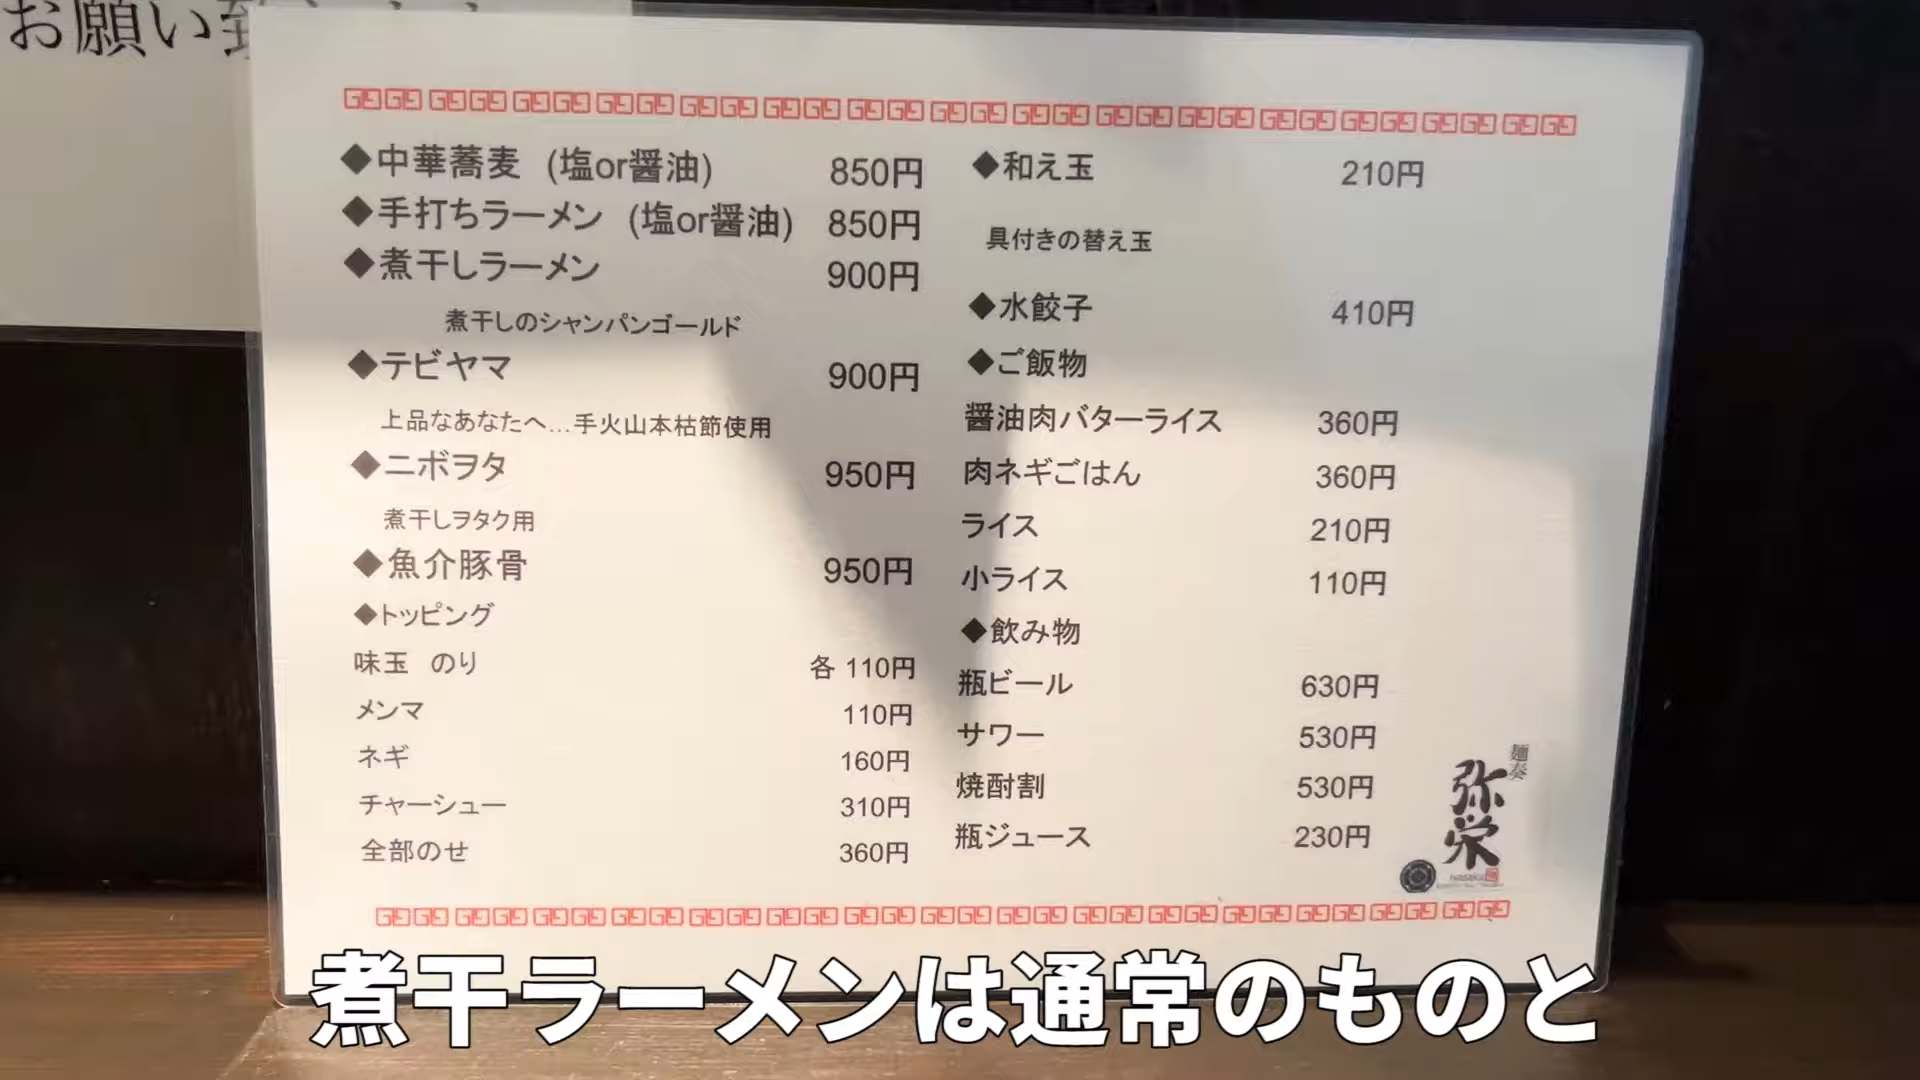 お願い致
◆中華蕎麦 (塩or醤油) 850円
◆手打ちラーメン (塩or醤油) 850円
◆煮干しラーメン 900円
煮干しのシャンパンゴールド
◆テビヤマ 900円
上品なあなたへ…手火山本枯節使用
◆ニボヲタ 950円
煮干しヲタク用
◆魚介豚骨 950円
◆トッピング
味玉 のり 各 110円
メンマ 110円
ネギ 160円
チャーシュー 310円
全部のせ 360円
◆和え玉 210円
具付きの替え玉
◆水餃子 410円
◆ご飯物
醤油肉バターライス 360円
肉ネギごはん 360円
ライス 210円
小ライス 110円
◆飲み物
瓶ビール 630円
サワー 530円
焼酎割 530円
瓶ジュース 230円
麺奏
弥栄
煮干ラーメンは通常のものと